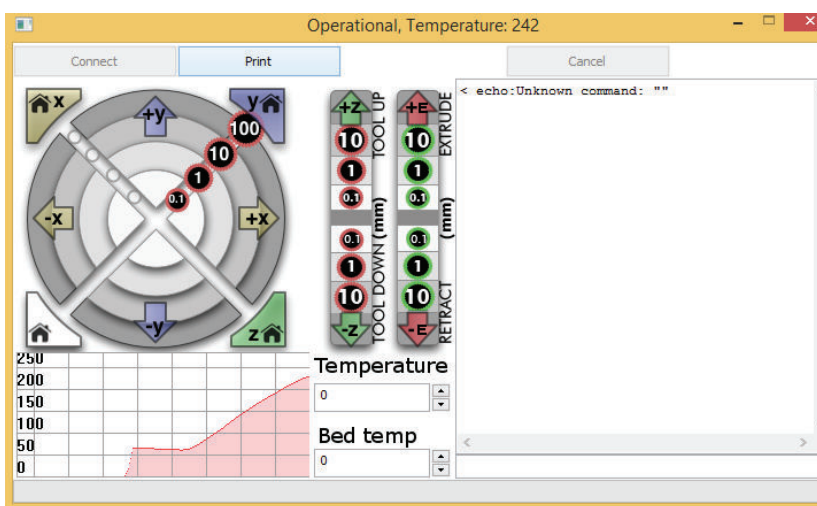 Operational, Temperature: 242
Connect
Print
Cancel
< echo:Unknown command: ""
x
y
+y
100
10
1
0.1
-x
+x
-y
z
+Z
10
1
0.1
0.1
1
10
-Z
TOOL UP
TOOL DOWN (mm)
+E
10
1
0.1
0.1
1
10
-E
EXTRUDE
RETRACT (mm)
250
200
150
100
50
0
Temperature
0
Bed temp
0